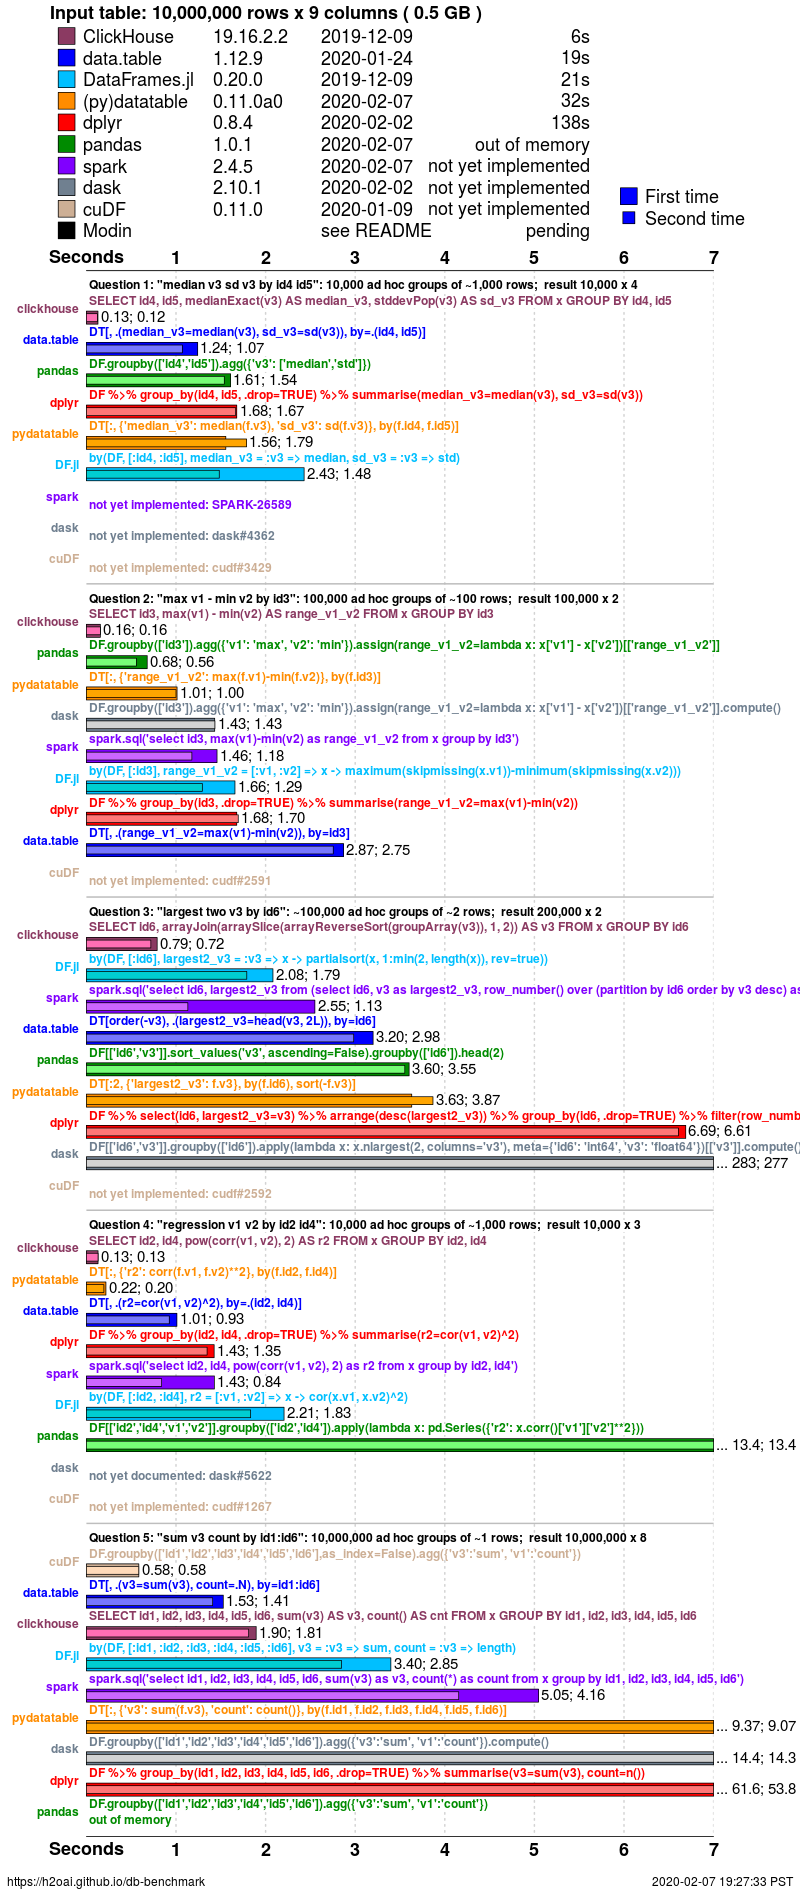 Input table: 10,000,000 rows x 9 columns ( 0.5 GB )
ClickHouse 19.16.2.2 2019-12-09 6s
data.table 1.12.9 2020-01-24 19s
DataFrames.jl 0.20.0 2019-12-09 21s
(py)datatable 0.11.0a0 2020-02-07 32s
dplyr 0.8.4 2020-02-02 138s
pandas 1.0.1 2020-02-07 out of memory
spark 2.4.5 2020-02-07 not yet implemented
dask 2.10.1 2020-02-02 not yet implemented
cuDF 0.11.0 2020-01-09 not yet implemented
Modin see README pending
First time
Second time
Seconds 1 2 3 4 5 6 7
Question 1: "median v3 sd v3 by id4 id5": 10,000 ad hoc groups of ~1,000 rows; result 10,000 x 4
SELECT id4, id5, medianExact(v3) AS median_v3, stddevPop(v3) AS sd_v3 FROM x GROUP BY id4, id5
clickhouse 0.13; 0.12
DT[, .(median_v3=median(v3), sd_v3=sd(v3)), by=.(id4, id5)]
data.table 1.24; 1.07
DF.groupby(['id4','id5']).agg({'v3': ['median','std']})
pandas 1.61; 1.54
DF %>% group_by(id4, id5, .drop=TRUE) %>% summarise(median_v3=median(v3), sd_v3=sd(v3))
dplyr 1.68; 1.67
DT[:, {'median_v3': median(f.v3), 'sd_v3': sd(f.v3)}, by(f.id4, f.id5)]
pydatatable 1.56; 1.79
by(DF, [:id4, :id5], median_v3 = :v3 => median, sd_v3 = :v3 => std)
DF.jl 2.43; 1.48
spark not yet implemented: SPARK-26589
dask not yet implemented: dask#4362
cuDF not yet implemented: cudf#3429
Question 2: "max v1 - min v2 by id3": 100,000 ad hoc groups of ~100 rows; result 100,000 x 2
SELECT id3, max(v1) - min(v2) AS range_v1_v2 FROM x GROUP BY id3
clickhouse 0.16; 0.16
DF.groupby(['id3']).agg({'v1': 'max', 'v2': 'min'}).assign(range_v1_v2=lambda x: x['v1'] - x['v2'])[['range_v1_v2']]
pandas 0.68; 0.56
DT[:, {'range_v1_v2': max(f.v1)-min(f.v2)}, by(f.id3)]
pydatatable 1.01; 1.00
DF.groupby(['id3']).agg({'v1': 'max', 'v2': 'min'}).assign(range_v1_v2=lambda x: x['v1'] - x['v2'])[['range_v1_v2']].compute()
dask 1.43; 1.43
spark.sql('select id3, max(v1)-min(v2) as range_v1_v2 from x group by id3')
spark 1.46; 1.18
by(DF, [:id3], range_v1_v2 = [:v1, :v2] => x -> maximum(skipmissing(x.v1))-minimum(skipmissing(x.v2)))
DF.jl 1.66; 1.29
DF %>% group_by(id3, .drop=TRUE) %>% summarise(range_v1_v2=max(v1)-min(v2))
dplyr 1.68; 1.70
DT[, .(range_v1_v2=max(v1)-min(v2)), by=id3]
data.table 2.87; 2.75
cuDF not yet implemented: cudf#2591
Question 3: "largest two v3 by id6": ~100,000 ad hoc groups of ~2 rows; result 200,000 x 2
SELECT id6, arrayJoin(arraySlice(arrayReverseSort(groupArray(v3)), 1, 2)) AS v3 FROM x GROUP BY id6
clickhouse 0.79; 0.72
by(DF, [:id6], largest2_v3 = :v3 => x -> partialsort(x, 1:min(2, length(x)), rev=true))
DF.jl 2.08; 1.79
spark.sql('select id6, largest2_v3 from (select id6, v3 as largest2_v3, row_number() over (partition by id6 order by v3 desc) as
spark 2.55; 1.13
DT[order(-v3), .(largest2_v3=head(v3, 2L)), by=id6]
data.table 3.20; 2.98
DF[['id6','v3']].sort_values('v3', ascending=False).groupby(['id6']).head(2)
pandas 3.60; 3.55
DT[:2, {'largest2_v3': f.v3}, by(f.id6), sort(-f.v3)]
pydatatable 3.63; 3.87
DF %>% select(id6, largest2_v3=v3) %>% arrange(desc(largest2_v3)) %>% group_by(id6, .drop=TRUE) %>% filter(row_numb
dplyr 6.69; 6.61
DF[['id6','v3']].groupby(['id6']).apply(lambda x: x.nlargest(2, columns='v3'), meta={'id6': 'int64', 'v3': 'float64'})[['v3']].compute()
dask ... 283; 277
cuDF not yet implemented: cudf#2592
Question 4: "regression v1 v2 by id2 id4": 10,000 ad hoc groups of ~1,000 rows; result 10,000 x 3
SELECT id2, id4, pow(corr(v1, v2), 2) AS r2 FROM x GROUP BY id2, id4
clickhouse 0.13; 0.13
DT[:, {'r2': corr(f.v1, f.v2)**2}, by(f.id2, f.id4)]
pydatatable 0.22; 0.20
DT[, .(r2=cor(v1, v2)^2), by=.(id2, id4)]
data.table 1.01; 0.93
DF %>% group_by(id2, id4, .drop=TRUE) %>% summarise(r2=cor(v1, v2)^2)
dplyr 1.43; 1.35
spark.sql('select id2, id4, pow(corr(v1, v2), 2) as r2 from x group by id2, id4')
spark 1.43; 0.84
by(DF, [:id2, :id4], r2 = [:v1, :v2] => x -> cor(x.v1, x.v2)^2)
DF.jl 2.21; 1.83
DF[['id2','id4','v1','v2']].groupby(['id2','id4']).apply(lambda x: pd.Series({'r2': x.corr()['v1']['v2']**2}))
pandas ... 13.4; 13.4
dask not yet documented: dask#5622
cuDF not yet implemented: cudf#1267
Question 5: "sum v3 count by id1:id6": 10,000,000 ad hoc groups of ~1 rows; result 10,000,000 x 8
DF.groupby(['id1','id2','id3','id4','id5','id6'],as_index=False).agg({'v3':'sum', 'v1':'count'})
cuDF 0.58; 0.58
DT[, .(v3=sum(v3), count=.N), by=id1:id6]
data.table 1.53; 1.41
SELECT id1, id2, id3, id4, id5, id6, sum(v3) AS v3, count() AS cnt FROM x GROUP BY id1, id2, id3, id4, id5, id6
clickhouse 1.90; 1.81
by(DF, [:id1, :id2, :id3, :id4, :id5, :id6], v3 = :v3 => sum, count = :v3 => length)
DF.jl 3.40; 2.85
spark.sql('select id1, id2, id3, id4, id5, id6, sum(v3) as v3, count(*) as count from x group by id1, id2, id3, id4, id5, id6')
spark 5.05; 4.16
DT[:, {'v3': sum(f.v3), 'count': count()}, by(f.id1, f.id2, f.id3, f.id4, f.id5, f.id6)]
pydatatable ... 9.37; 9.07
DF.groupby(['id1','id2','id3','id4','id5','id6']).agg({'v3':'sum', 'v1':'count'}).compute()
dask ... 14.4; 14.3
DF %>% group_by(id1, id2, id3, id4, id5, id6, .drop=TRUE) %>% summarise(v3=sum(v3), count=n())
dplyr ... 61.6; 53.8
DF.groupby(['id1','id2','id3','id4','id5','id6']).agg({'v3':'sum', 'v1':'count'})
pandas out of memory
Seconds 1 2 3 4 5 6 7
https://h2oai.github.io/db-benchmark 2020-02-07 19:27:33 PST